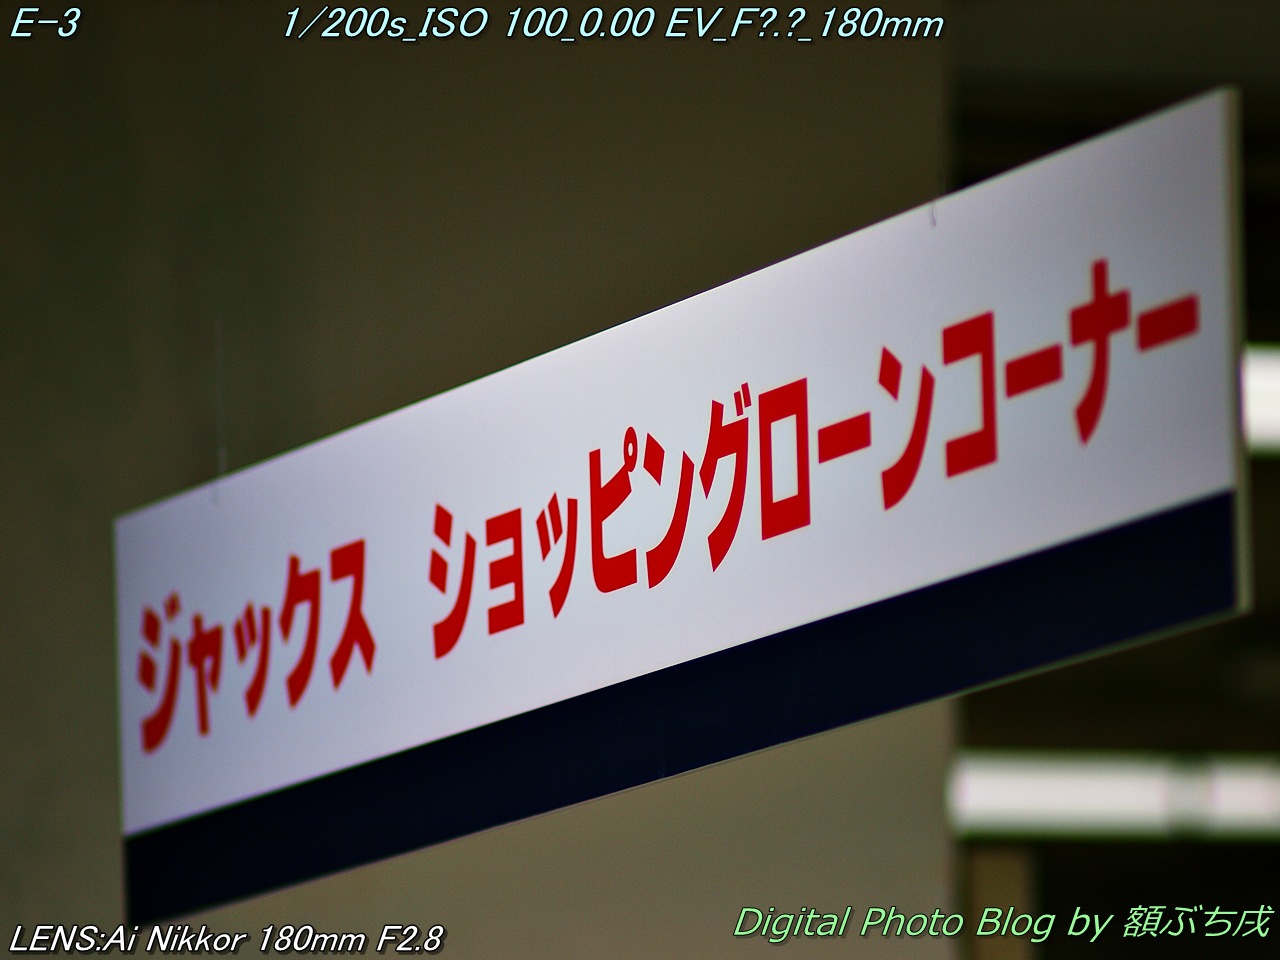 E-3 1/200s_ISO 100_0.00 EV_F?.?_180mm
ジャックス ショッピングローンコーナー
LENS:Ai Nikkor 180mm F2.8
Digital Photo Blog by 額ぶち戌